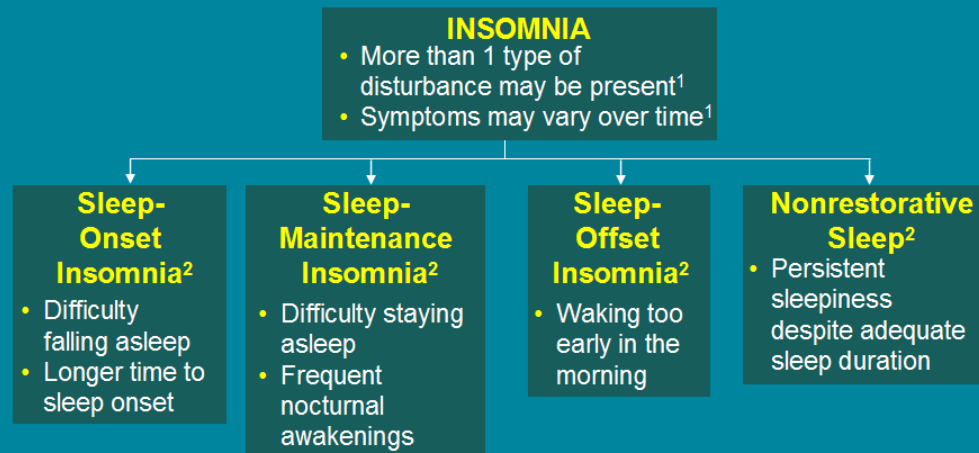 INSOMNIA
• More than 1 type of
disturbance may be present¹
• Symptoms may vary over time¹
Sleep-
Onset
Insomnia²
• Difficulty
falling asleep
• Longer time to
sleep onset
Sleep-
Maintenance
Insomnia²
• Difficulty staying
asleep
• Frequent
nocturnal
awakenings
Sleep-
Offset
Insomnia²
• Waking too
early in the
morning
Nonrestorative
Sleep²
• Persistent
sleepiness
despite adequate
sleep duration